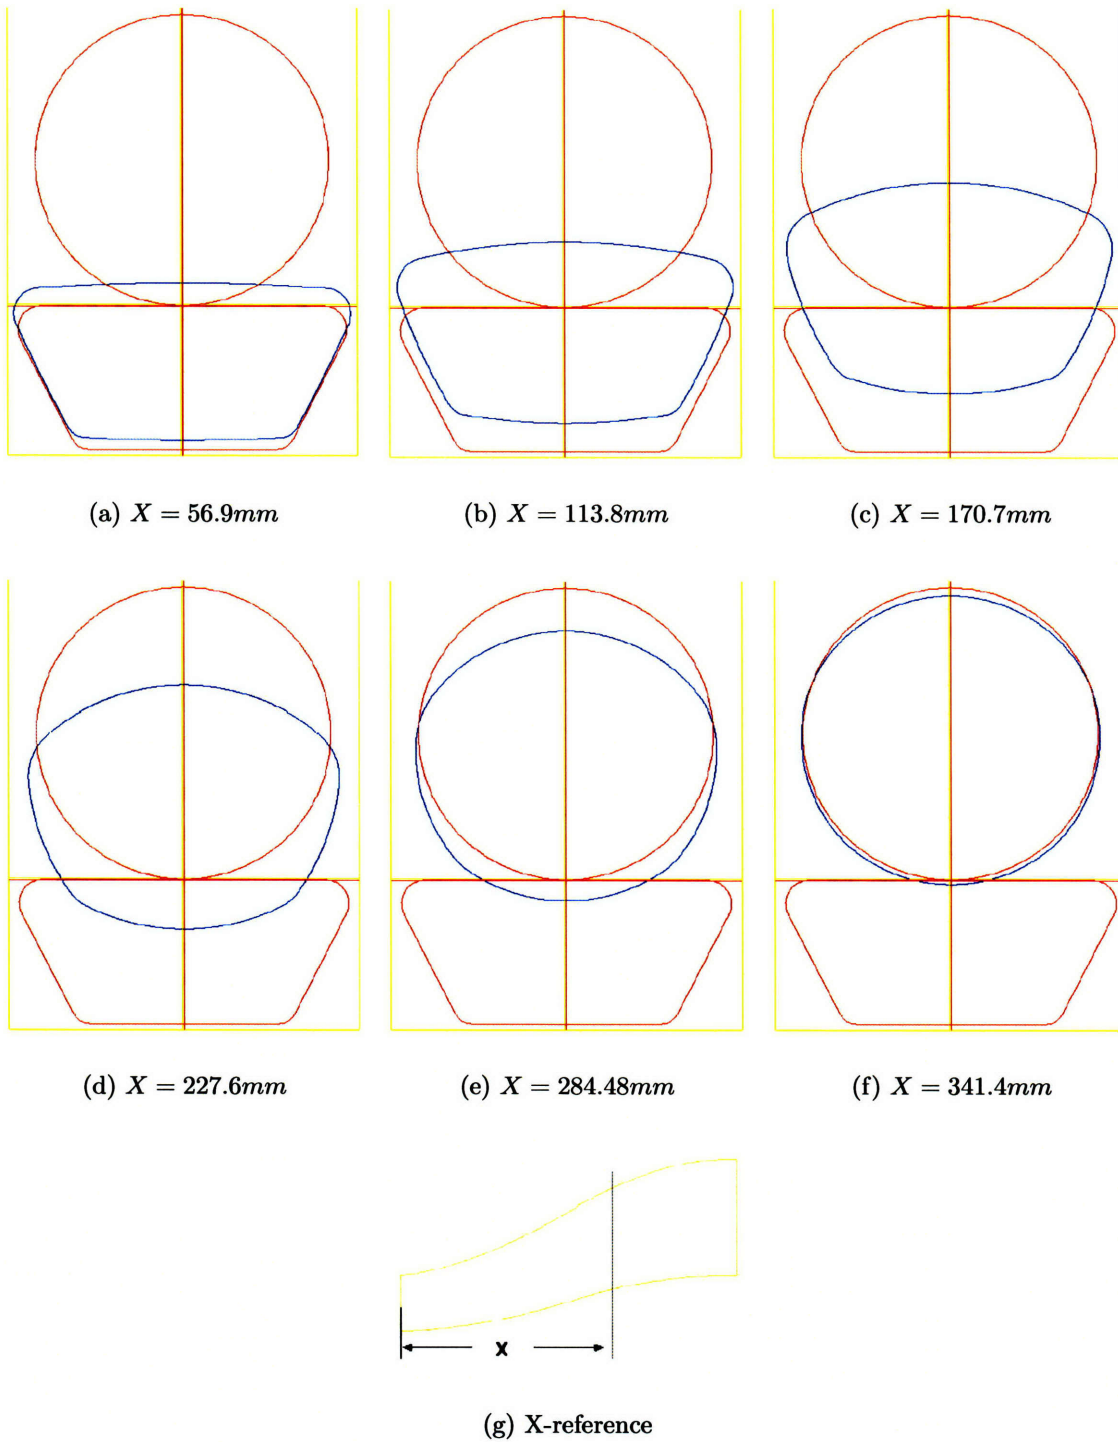 (a) X = 56.9mm
(b) X = 113.8mm
(c) X = 170.7mm
(d) X = 227.6mm
(e) X = 284.48mm
(f) X = 341.4mm
X
(g) X-reference